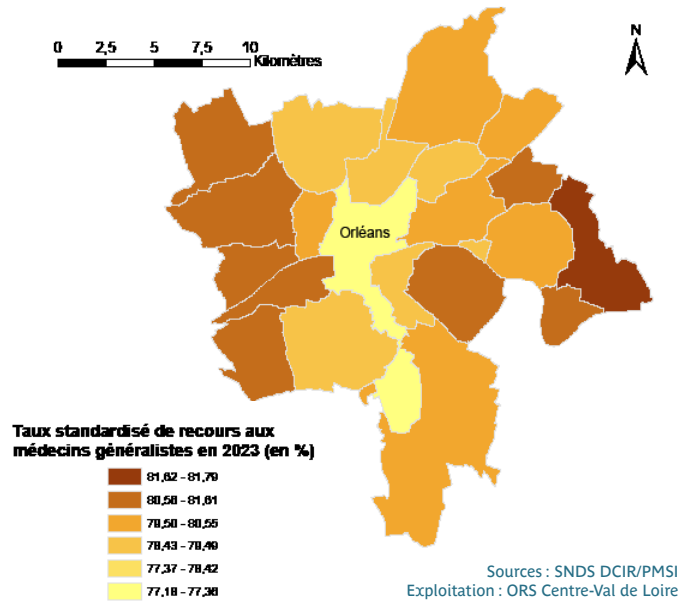 0 2,5 5 7,5 10
Kilomètres
N
Orléans
Taux standardisé de recours aux
médecins généralistes en 2023 (en %)
81,62 - 81,79
80,56 - 81,61
79,50 - 80,55
78,43 - 79,49
77,37 - 78,42
77,18 - 77,36
Sources : SNDS DCIR/PMSI
Exploitation : ORS Centre-Val de Loire